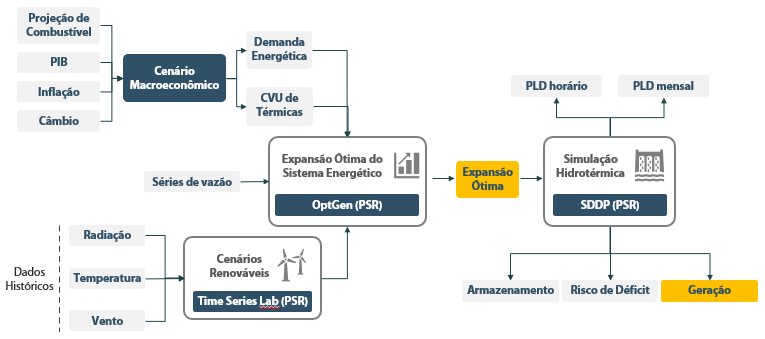 Projeção de
Combustível
PIB
Inflação
Câmbio
Cenário
Macroeconômico
Demanda
Energética
CVU de
Térmicas
PLD horário
PLD mensal
Séries de vazão
Expansão Ótima do
Sistema Energético
OptGen (PSR)
Expansão
Ótima
Simulação
Hidrotérmica
SDDP (PSR)
Dados
Históricos
Radiação
Temperatura
Vento
Cenários
Renováveis
Time Series Lab (PSR)
Armazenamento
Risco de Déficit
Geração